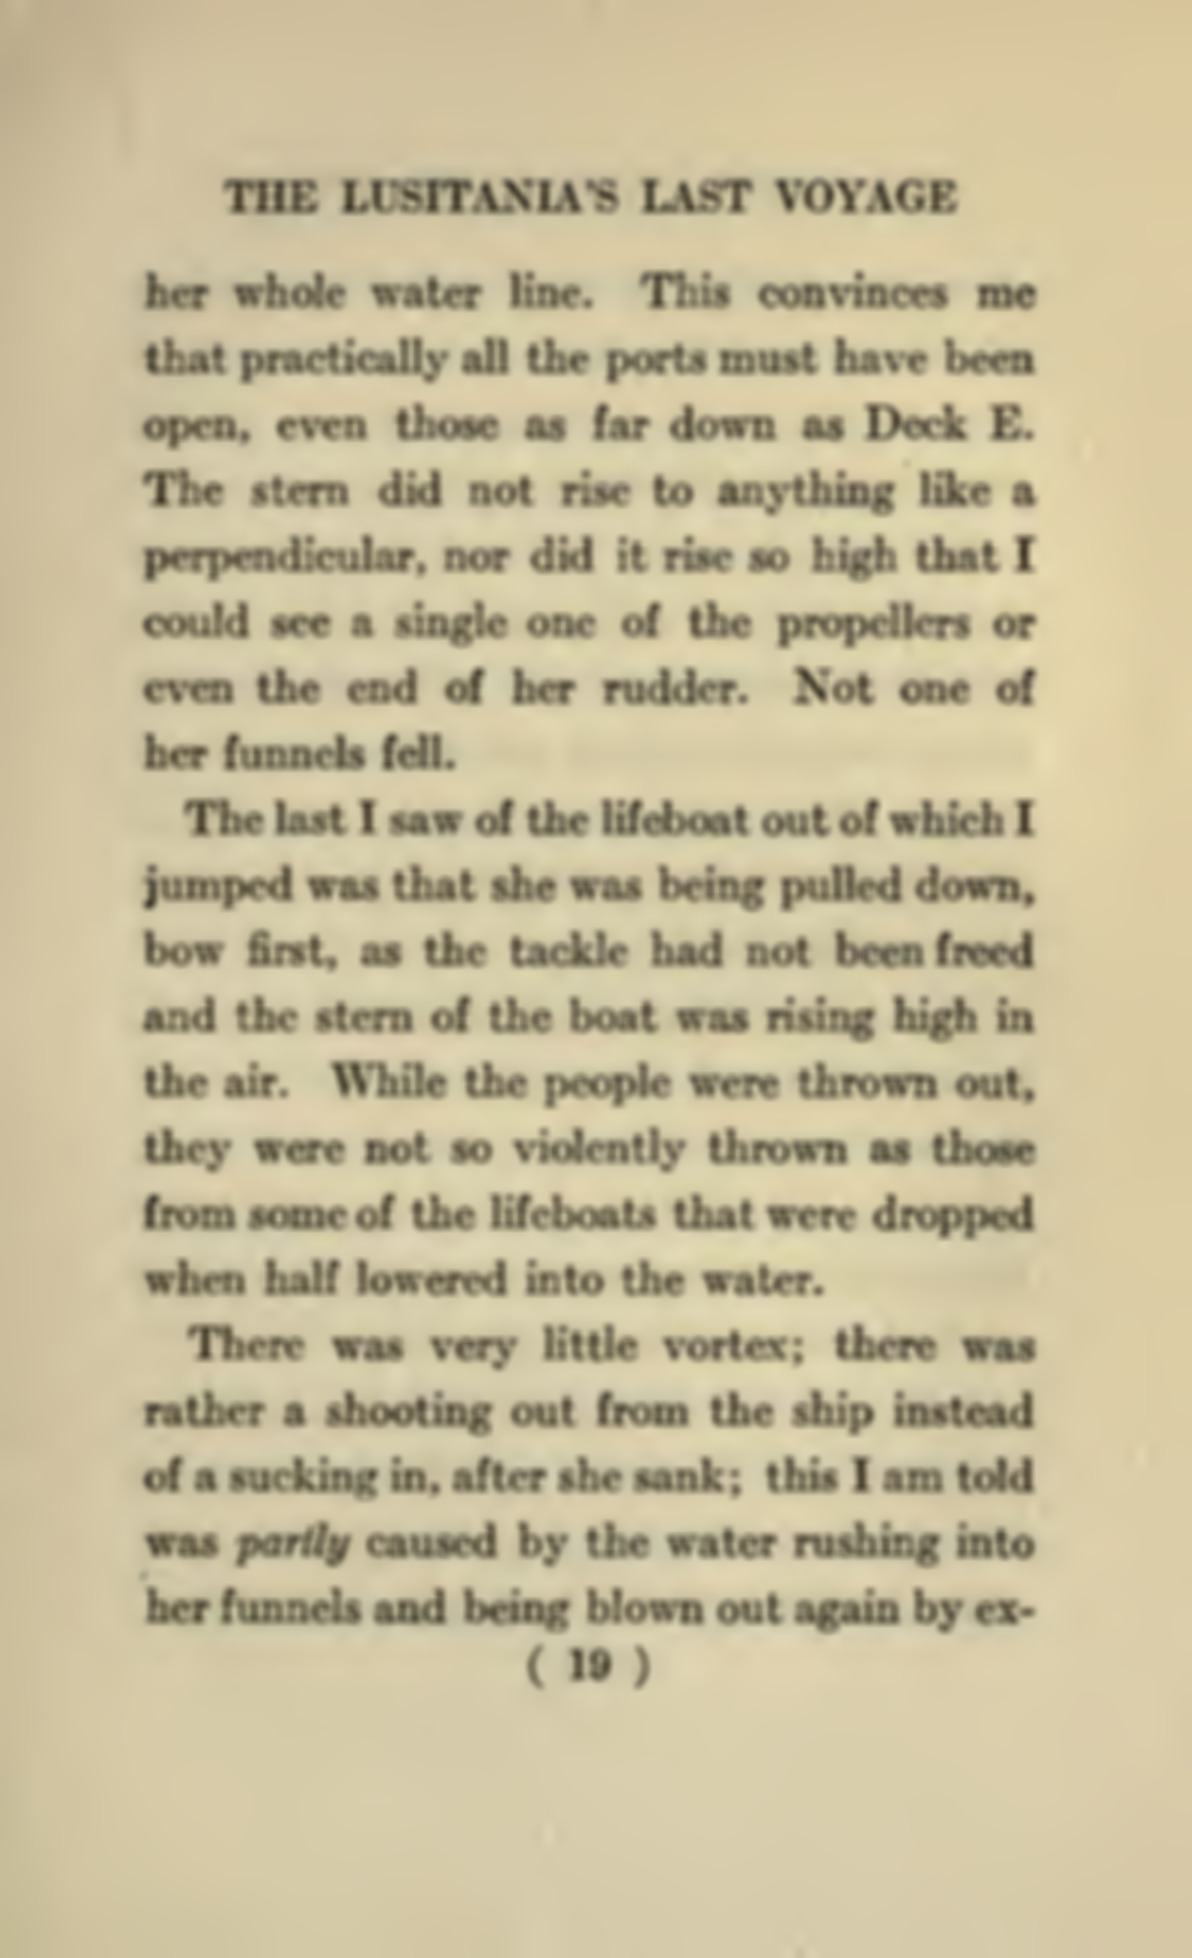 THE LUSITANIA'S LAST VOYAGE
her whole water line. This convinces me
that practically all the ports must have been
open, even those as far down as Deck E.
The stern did not rise to anything like a
perpendicular, nor did it rise so high that I
could see a single one of the propellers or
even the end of her rudder. Not one of
her funnels fell.
The last I saw of the lifeboat out of which I
jumped was that she was being pulled down,
bow first, as the tackle had not been freed
and the stern of the boat was rising high in
the air. While the people were thrown out,
they were not so violently thrown as those
from some of the lifeboats that were dropped
when half lowered into the water.
There was very little vortex; there was
rather a shooting out from the ship instead
of a sucking in, after she sank; this I am told
was partly caused by the water rushing into
her funnels and being blown out again by ex-
( 19 )